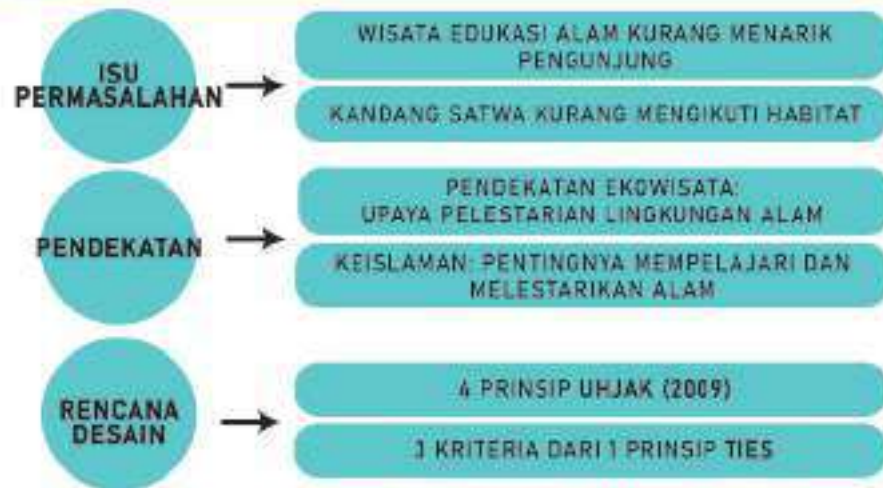 ISU
PERMASALAHAN
WISATA EDUKASI ALAM KURANG MENARIK
PENGUNJUNG
KANDANG SATWA KURANG MENGIKUTI HABITAT
PENDEKATAN
PENDEKATAN EKOWISATA:
UPAYA PELESTARIAN LINGKUNGAN ALAM
KEISLAMAN: PENTINGNYA MEMPELAJARI DAN
MELESTARIKAN ALAM
RENCANA
DESAIN
4 PRINSIP UHJAK (2009)
3 KRITERIA DARI 1 PRINSIP TIES